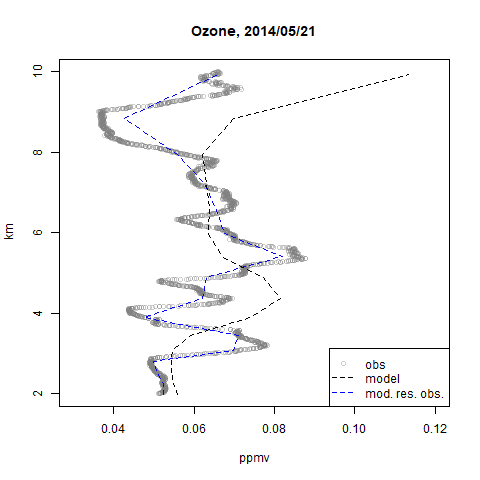 Ozone, 2014/05/21
10
8
6
4
2
km
obs
model
mod. res. obs.
0.04 0.06 0.08 0.10 0.12
ppmv